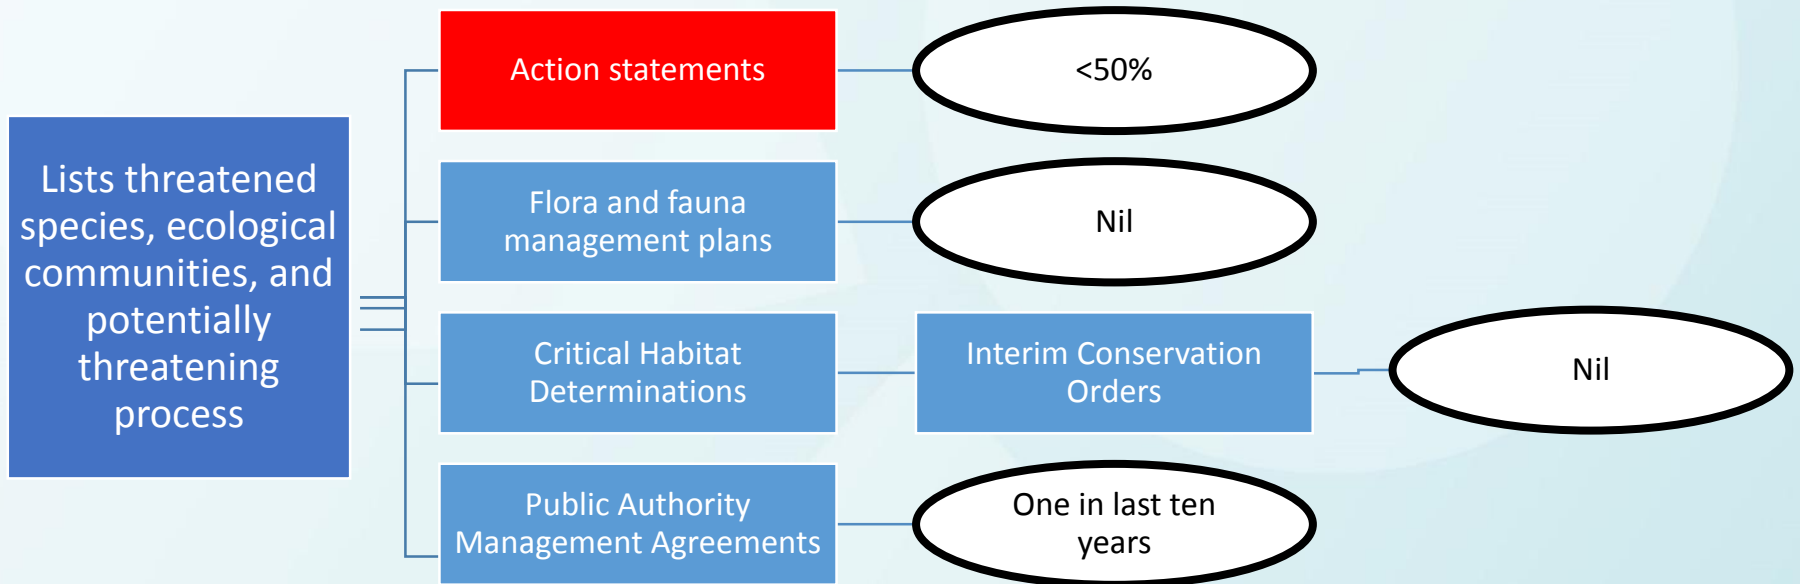 Lists threatened
species, ecological
communities, and
potentially
threatening
process
Action statements
<50%
Flora and fauna
management plans
Nil
Critical Habitat
Determinations
Interim Conservation
Orders
Nil
Public Authority
Management Agreements
One in last ten
years